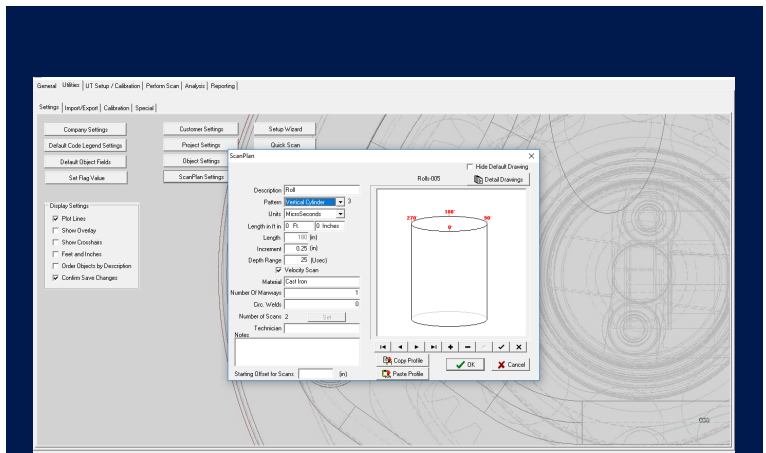 General Utilities UT Setup / Calibration Perform Scan Analysis Reporting
Settings Import/Export Calibration Special
Company Settings Customer Settings Setup Wizard
Default Code Legend Settings Project Settings Quick Scan
Default Object Fields Object Settings
Set Flag Value ScanPlan Settings
Display Settings
Plot Lines
Show Overlay
Show Crosshairs
Feet and Inches
Order Objects by Description
Confirm Save Changes
ScanPlan
Hide Default Drawing
Rolls-005 Detail Drawings
Description Roll
Pattern Vertical Cylinder 3
Units MicroSeconds
Length in ft in 0 Ft. 0 Inches
Length 180 (in)
Increment 0.25 (in)
Depth Range 25 (Usec)
Velocity Scan
Material Cast Iron
Number Of Manways 1
Circ. Welds 0
Number of Scans 2 Set
Technician
Notes
Starting Offset for Scans: (in)
270' 180' 90'
0'
Copy Profile
Paste Profile
OK Cancel